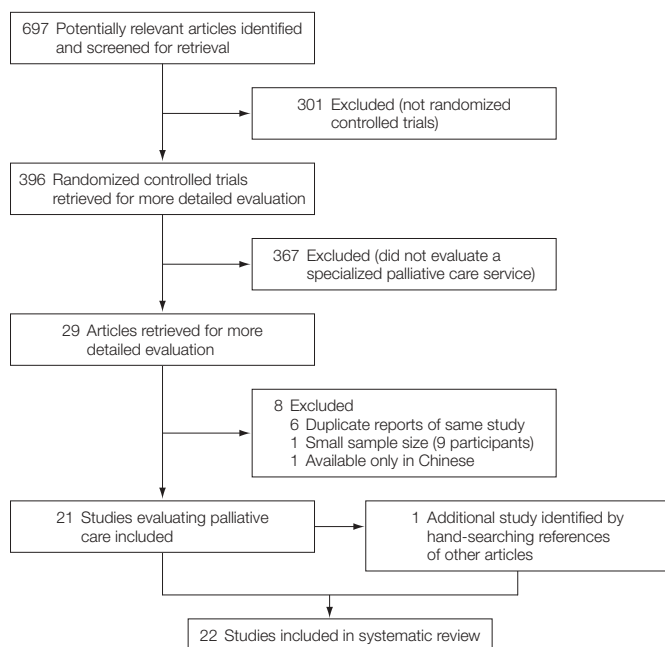 697 Potentially relevant articles identified
and screened for retrieval
301 Excluded (not randomized
controlled trials)
396 Randomized controlled trials
retrieved for more detailed evaluation
367 Excluded (did not evaluate a
specialized palliative care service)
29 Articles retrieved for more
detailed evaluation
8 Excluded
6 Duplicate reports of same study
1 Small sample size (9 participants)
1 Available only in Chinese
21 Studies evaluating palliative
care included
1 Additional study identified by
hand-searching references
of other articles
22 Studies included in systematic review